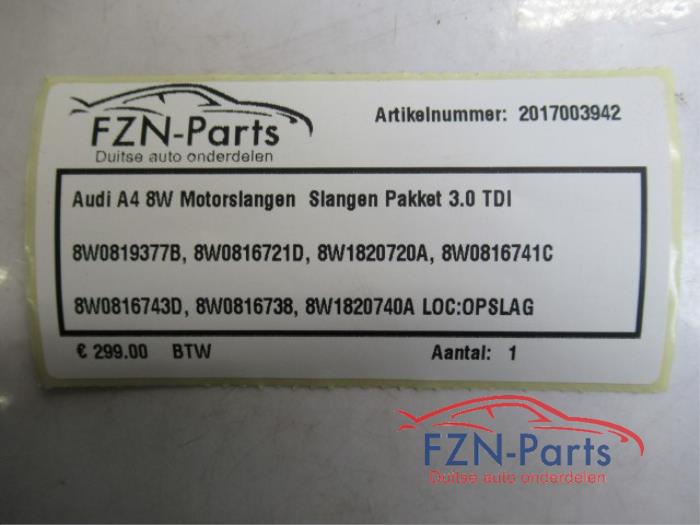 FZN-Parts
Duitse auto onderdelen
Artikelnummer: 2017003942
Audi A4 8W Motorslangen Slangen Pakket 3.0 TDI
8W0819377B, 8W0816721D, 8W1820720A, 8W0816741C
8W0816743D, 8W0816738, 8W1820740A LOC:OPSLAG
€ 299.00 BTW
Aantal: 1
FZN-Parts
Duitse auto onderdelen